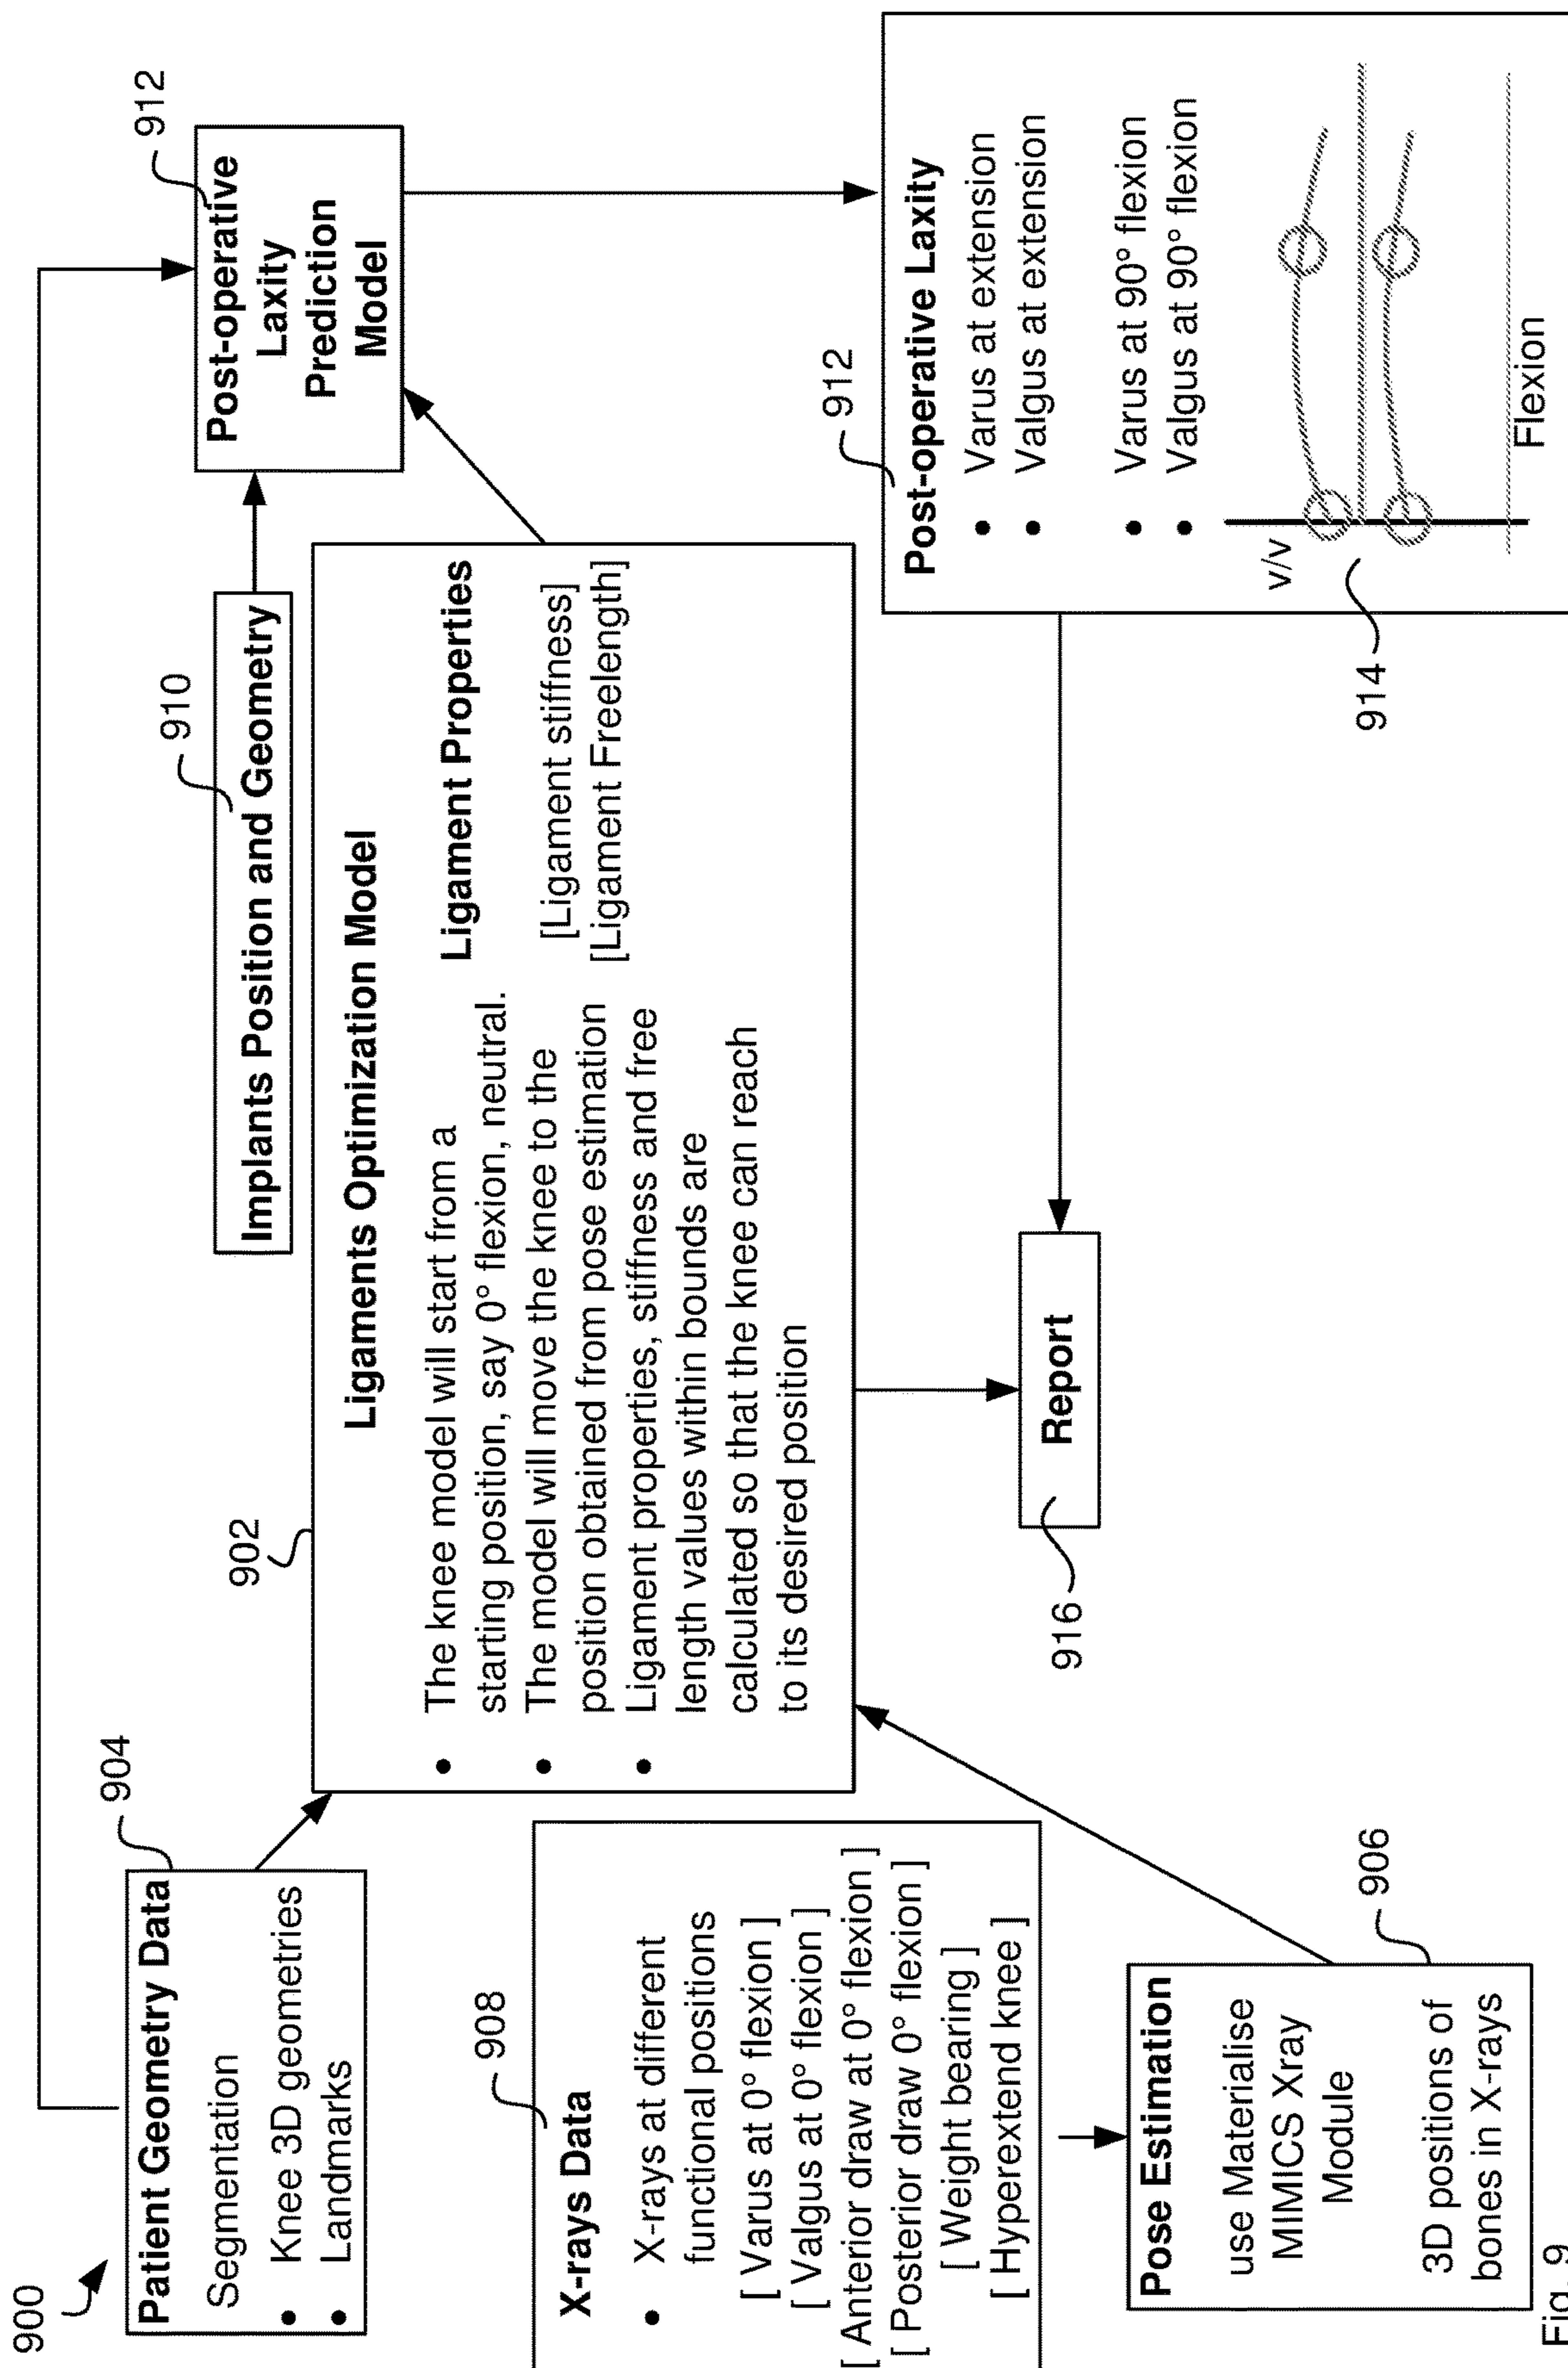 900
904
Patient Geometry Data
Segmentation
• Knee 3D geometries
• Landmarks
908
X-rays Data
• X-rays at different
functional positions
[ Varus at 0° flexion ]
[ Valgus at 0° flexion ]
[ Anterior draw at 0° flexion ]
[ Posterior draw 0° flexion ]
[ Weight bearing ]
[ Hyperextend knee ]
906
Pose Estimation
use Materialise
MIMICS Xray
Module
3D positions of
bones in X-rays
902
Ligaments Optimization Model
• The knee model will start from a
starting position, say 0° flexion, neutral.
• The model will move the knee to the
position obtained from pose estimation
• Ligament properties, stiffness and free
length values within bounds are
calculated so that the knee can reach
to its desired position
Ligament Properties
[Ligament stiffness]
[Ligament Freelength]
910
Implants Position and Geometry
912
Post-operative
Laxity
Prediction
Model
912
Post-operative Laxity
• Varus at extension
• Valgus at extension
• Varus at 90° flexion
• Valgus at 90° flexion
v/v
Flexion
914
916
Report
Fig. 9